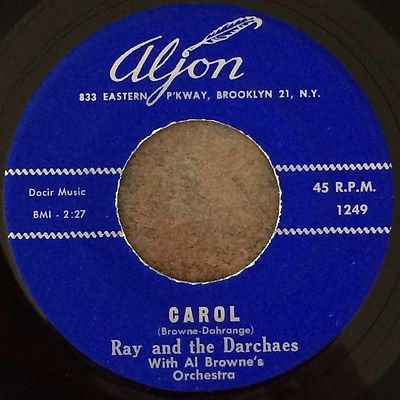 Aljon
833 EASTERN P'KWAY, BROOKLYN 21, N.Y.
Docir Music
BMI - 2:27
45 R.P.M.
1249
CAROL
(Browne-Dahrange)
Ray and the Darchaes
With Al Browne's
Orchestra